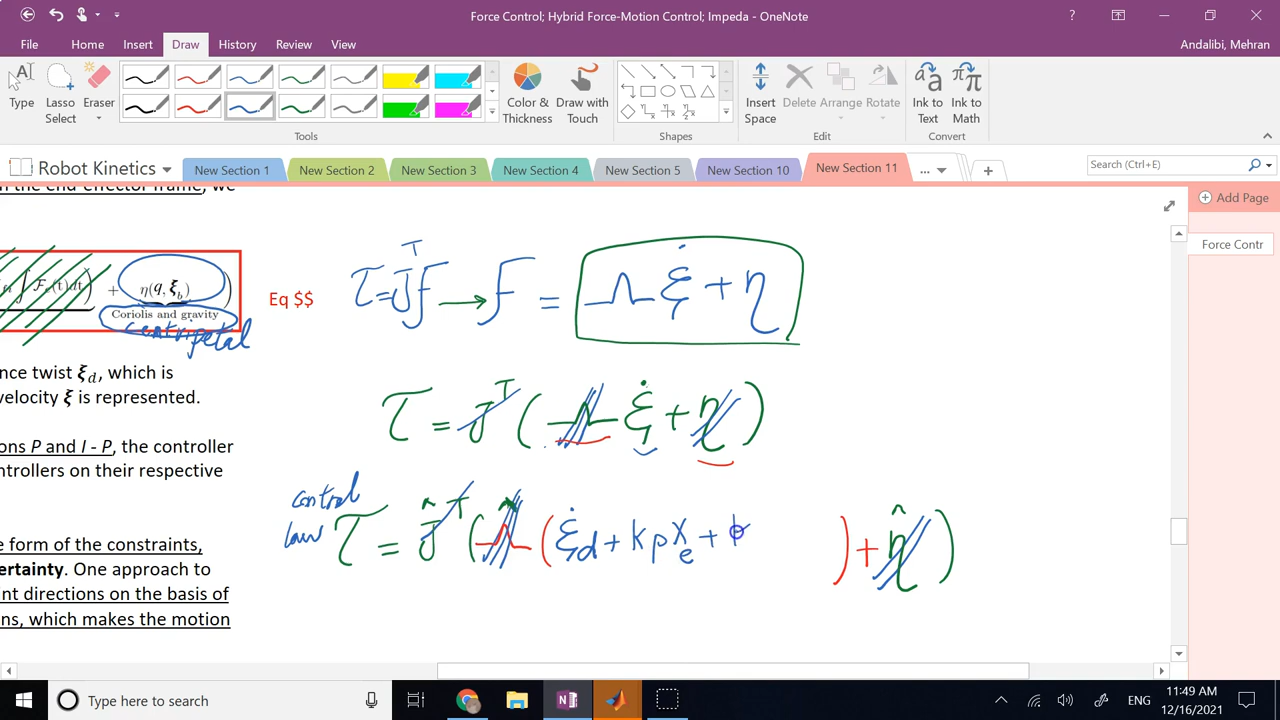 Force Control; Hybrid Force-Motion Control; Impeda - OneNote
Andalibi, Mehran
File Home Insert Draw History Review View
Type
Lasso Select
Eraser
Color & Thickness
Draw with Touch
Insert Space
Delete
Arrange
Rotate
Ink to Text
Ink to Math
Tools
Shapes
Edit
Convert
Robot Kinetics
New Section 1
New Section 2
New Section 3
New Section 4
New Section 5
New Section 10
New Section 11
...
Search (Ctrl+E)
Add Page
Force Contr
the end effector frame, we
+ η(q, ξ_b) )
Coriolis and gravity
centripetal
Eq $$
τ = J^T F → F = Λ ξ̇ + η
nce twist ξ_d, which is
velocity ξ is represented.
τ = J^T ( Λ ξ̇ + η )
ons P and I - P, the controller
ontrollers on their respective
control
law τ = Ĵ^T ( Λ̂ ( ξ̇_d + K_p X_e + ) + η̂ )
e form of the constraints,
ertainty. One approach to
nt directions on the basis of
ns, which makes the motion
Type here to search
ENG
11:49 AM
12/16/2021